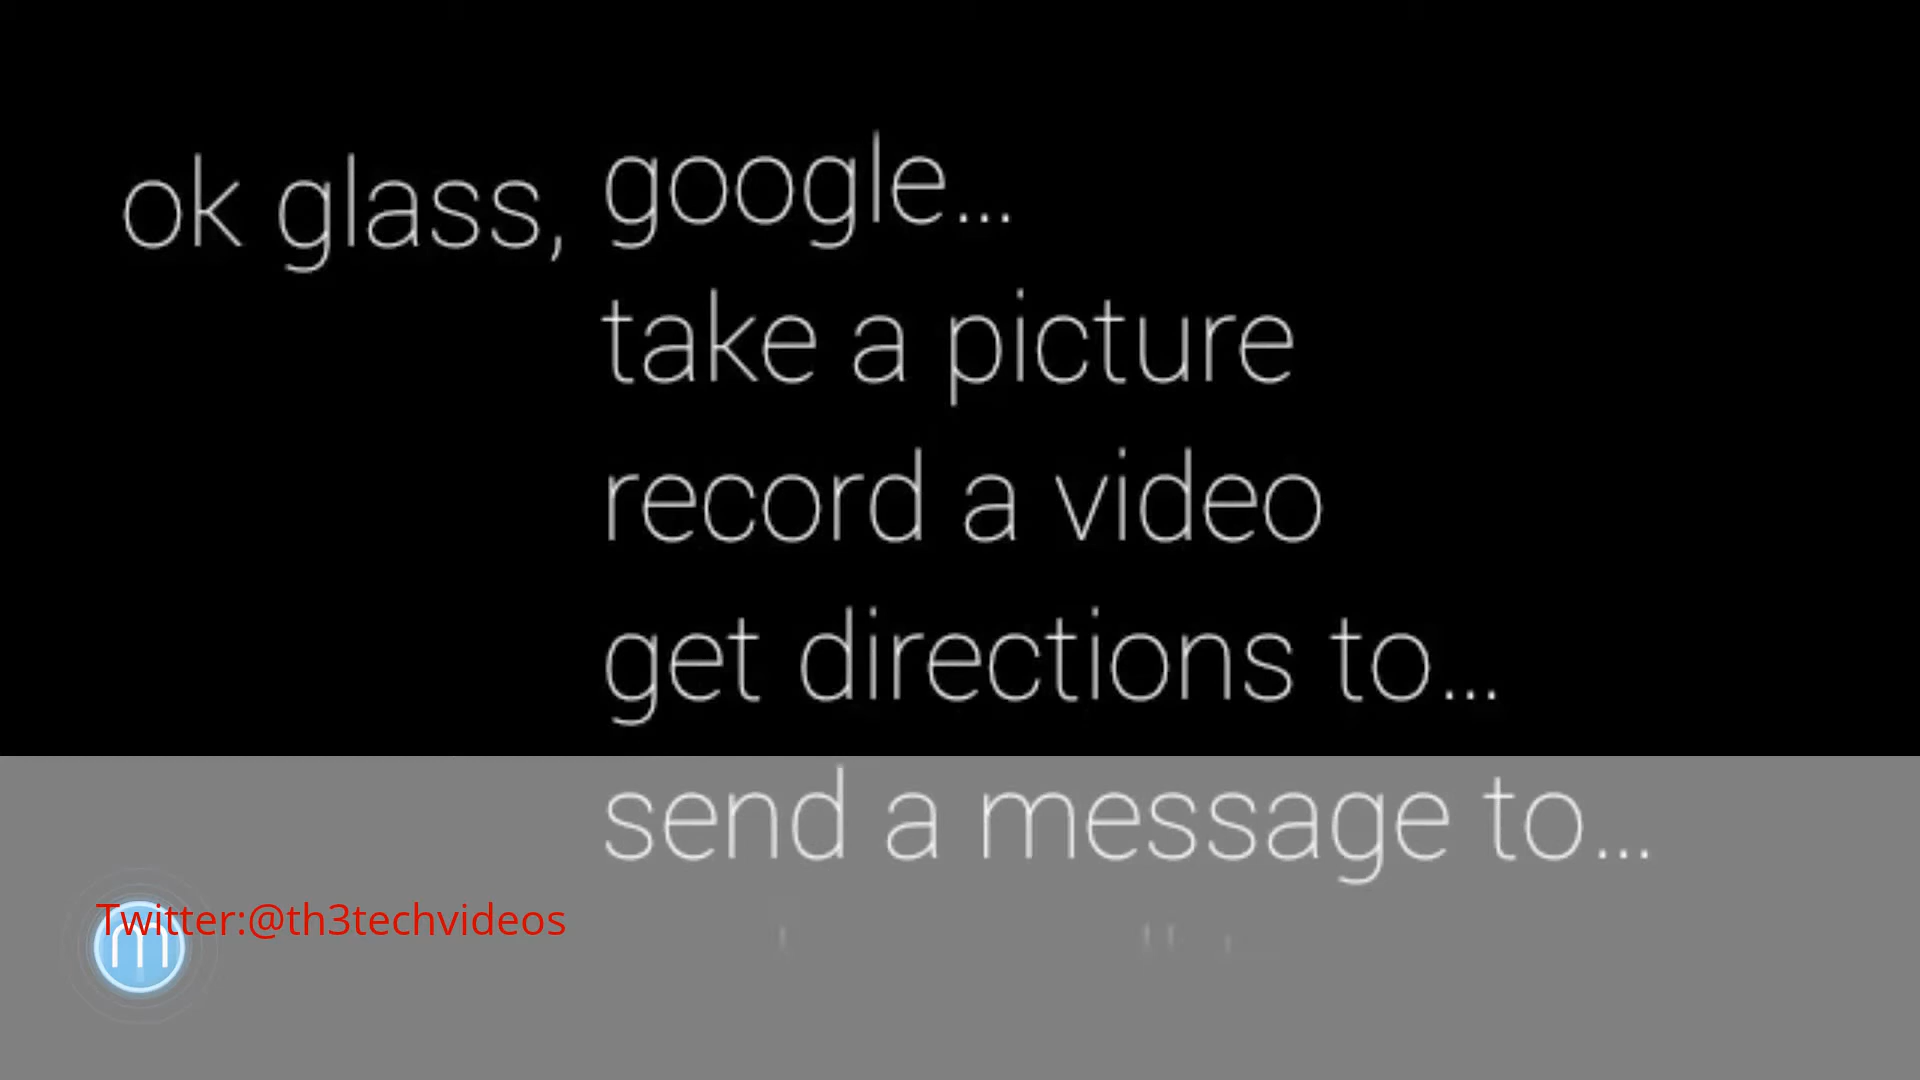 ok glass, google...
take a picture
record a video
get directions to...
send a message to...
Twitter:@th3techvideos
m